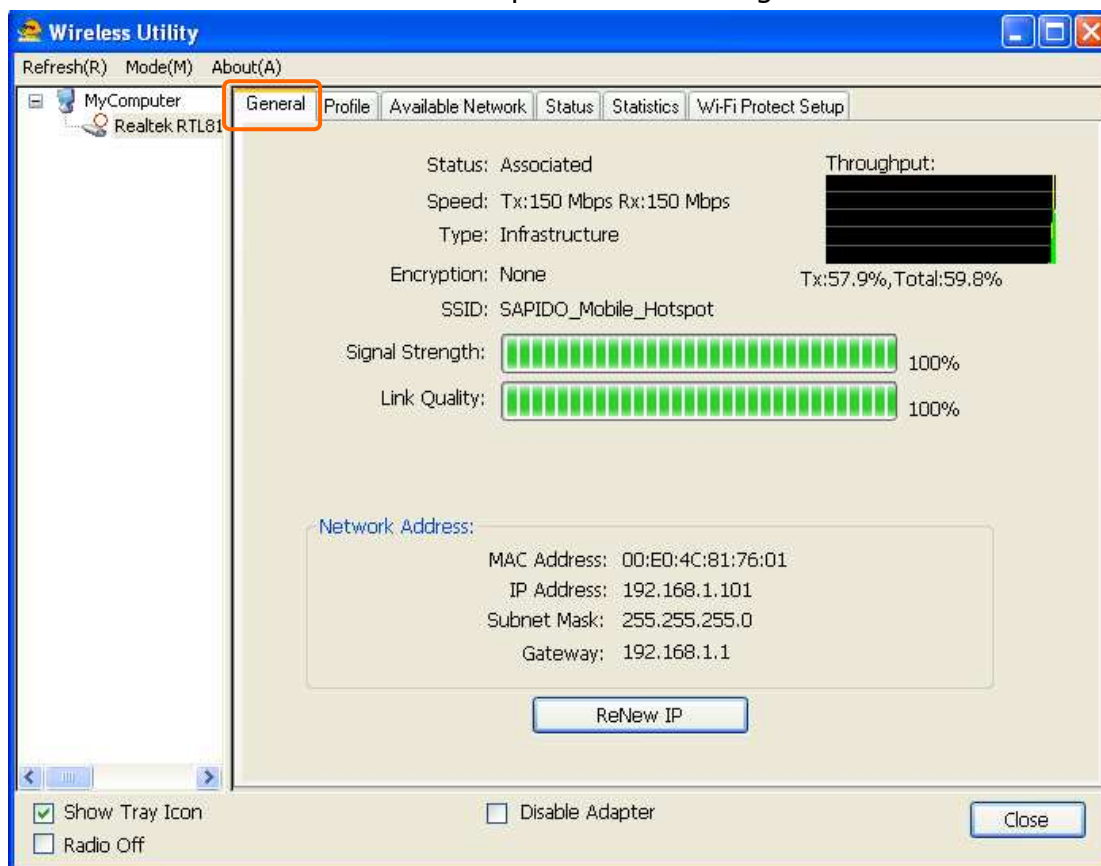 Wireless Utility
Refresh(R) Mode(M) About(A)
MyComputer
Realtek RTL81
General Profile Available Network Status Statistics Wi-Fi Protect Setup
Status: Associated
Throughput:
Speed: Tx:150 Mbps Rx:150 Mbps
Type: Infrastructure
Encryption: None
Tx:57.9%,Total:59.8%
SSID: SAPIDO_Mobile_Hotspot
Signal Strength: 100%
Link Quality: 100%
Network Address:
MAC Address: 00:E0:4C:81:76:01
IP Address: 192.168.1.101
Subnet Mask: 255.255.255.0
Gateway: 192.168.1.1
ReNew IP
Show Tray Icon
Disable Adapter
Close
Radio Off